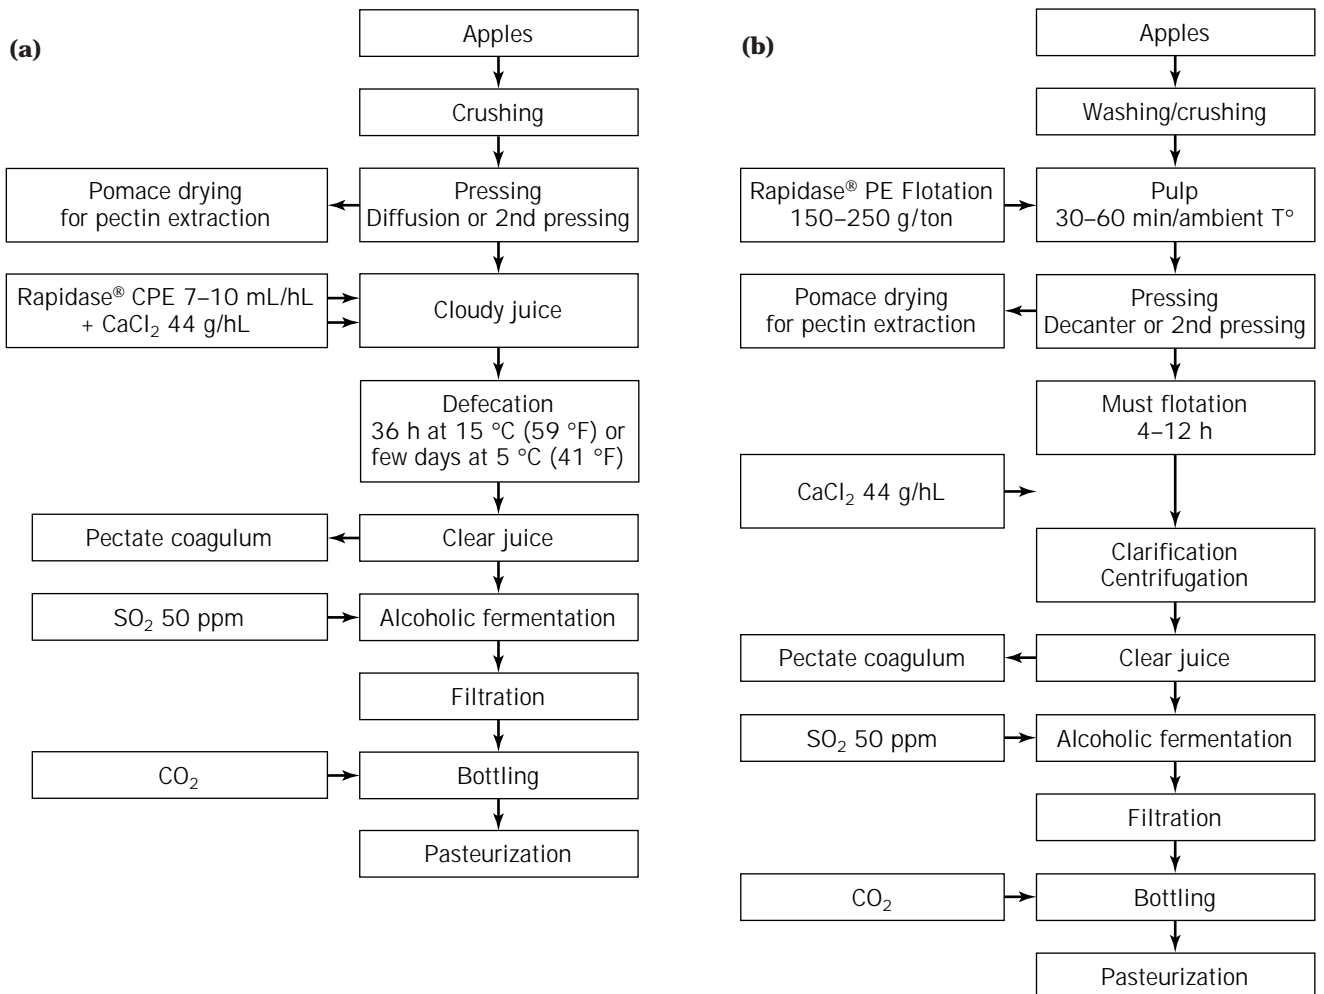 (a)
Apples
Crushing
Pomace drying
for pectin extraction
Pressing
Diffusion or 2nd pressing
Rapidase® CPE 7–10 mL/hL
+ CaCl₂ 44 g/hL
Cloudy juice
Defecation
36 h at 15 °C (59 °F) or
few days at 5 °C (41 °F)
Pectate coagulum
Clear juice
SO₂ 50 ppm
Alcoholic fermentation
Filtration
CO₂
Bottling
Pasteurization
(b)
Apples
Washing/crushing
Rapidase® PE Flotation
150–250 g/ton
Pulp
30–60 min/ambient T°
Pomace drying
for pectin extraction
Pressing
Decanter or 2nd pressing
Must flotation
4–12 h
CaCl₂ 44 g/hL
Clarification
Centrifugation
Pectate coagulum
Clear juice
SO₂ 50 ppm
Alcoholic fermentation
Filtration
CO₂
Bottling
Pasteurization